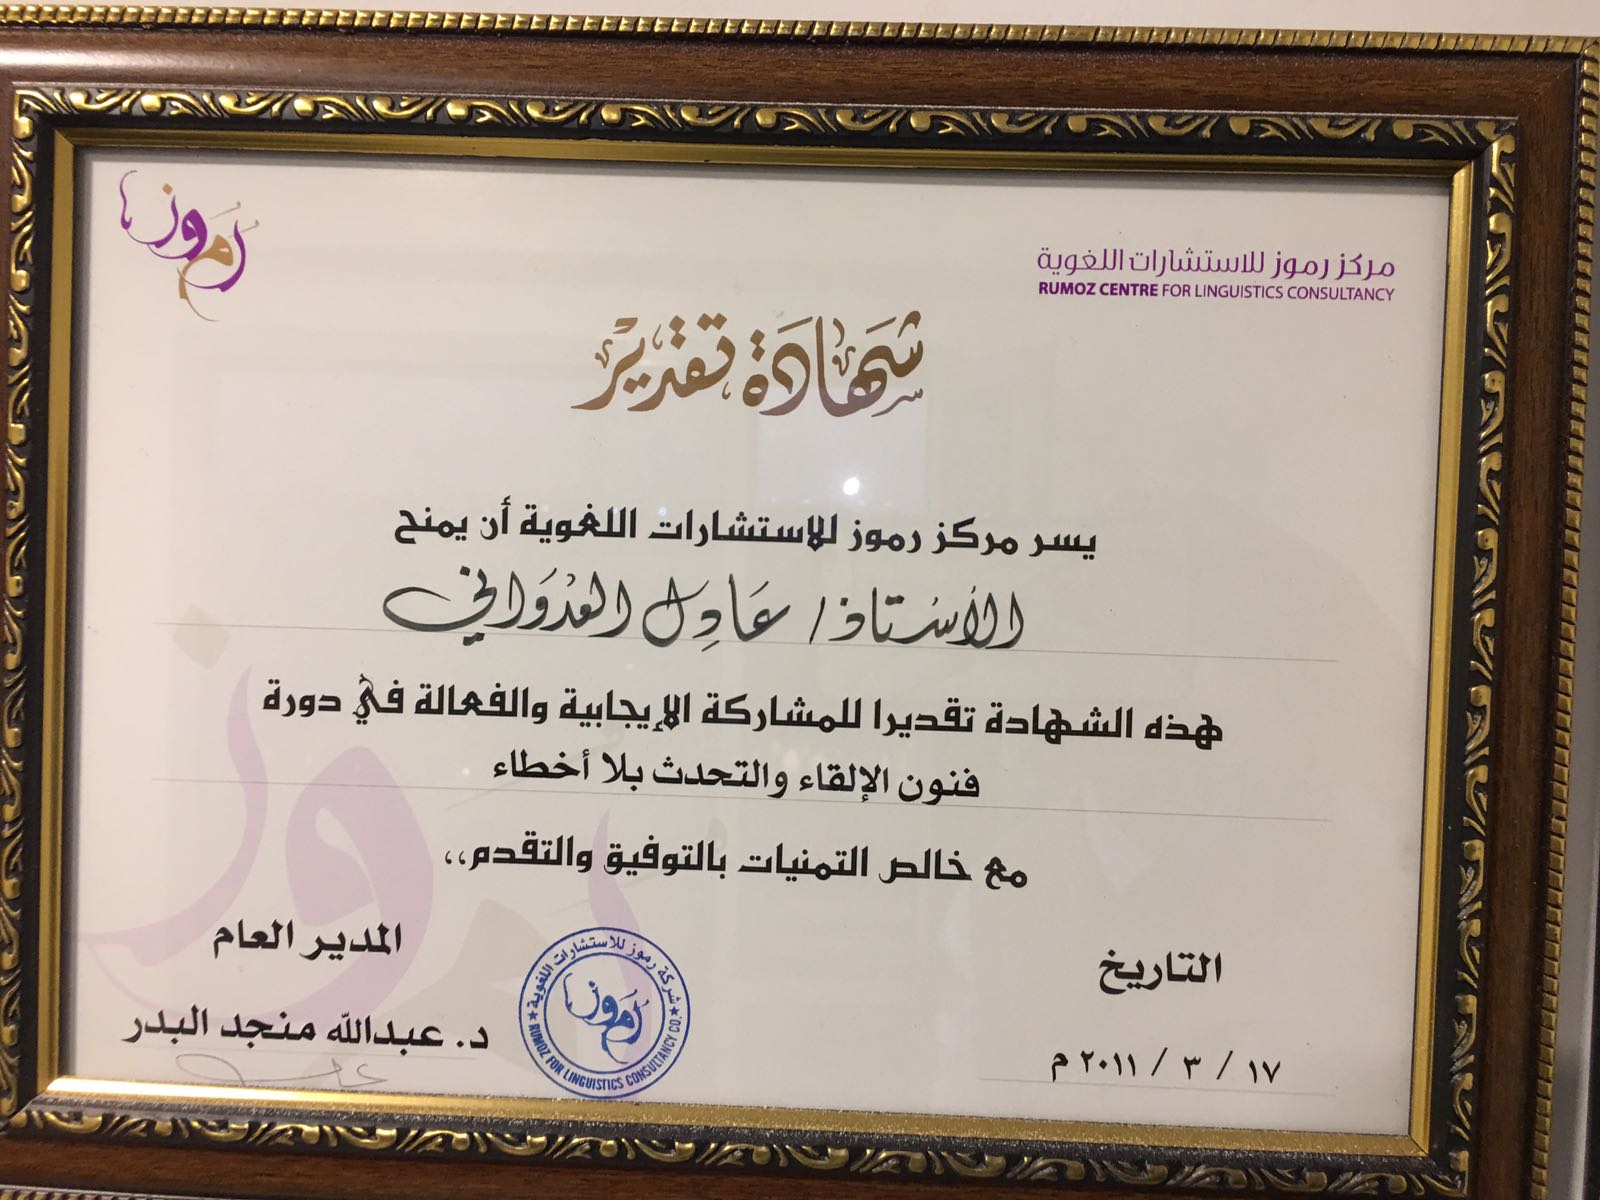 رموز
مركز رموز للاستشارات اللغوية
RUMOZ CENTRE FOR LINGUISTICS CONSULTANCY
شهادة تقدير
يسر مركز رموز للاستشارات اللغوية أن يمنح
الأستاذ / عادل العدواني
هذه الشهادة تقديرا للمشاركة الإيجابية والفعالة في دورة
فنون الإلقاء والتحدث بلا أخطاء
مع خالص التمنيات بالتوفيق والتقدم،،
التاريخ
١٧ / ٣ / ٢٠١١ م
المدير العام
د. عبدالله منجد البدر
شركة رموز للاستشارات اللغوية
رموز
RUMOZ FOR LINGUISTICS CONSULTANCY CO.